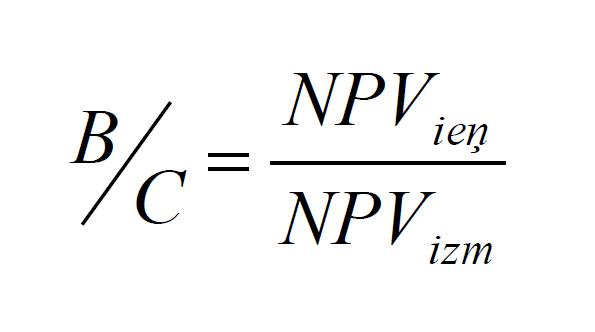 B/C = NPV_ieņ / NPV_izm